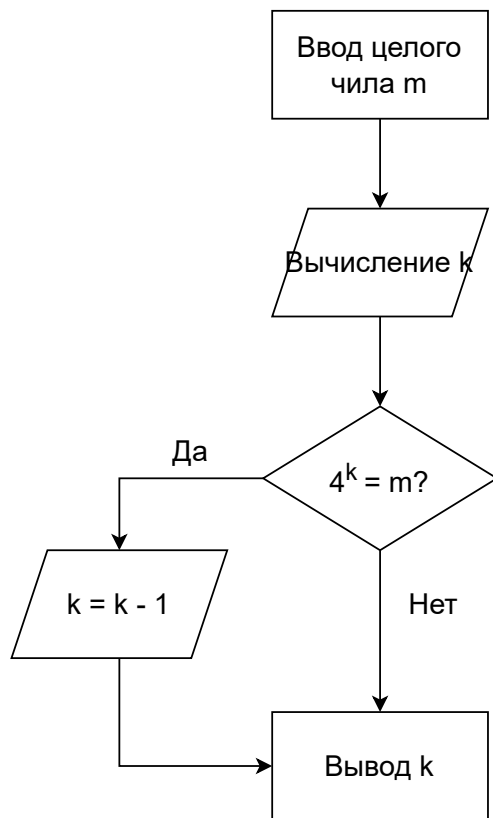 Ввод целого
чила m
Вычисление k
4^k = m?
Да
k = k - 1
Нет
Вывод k